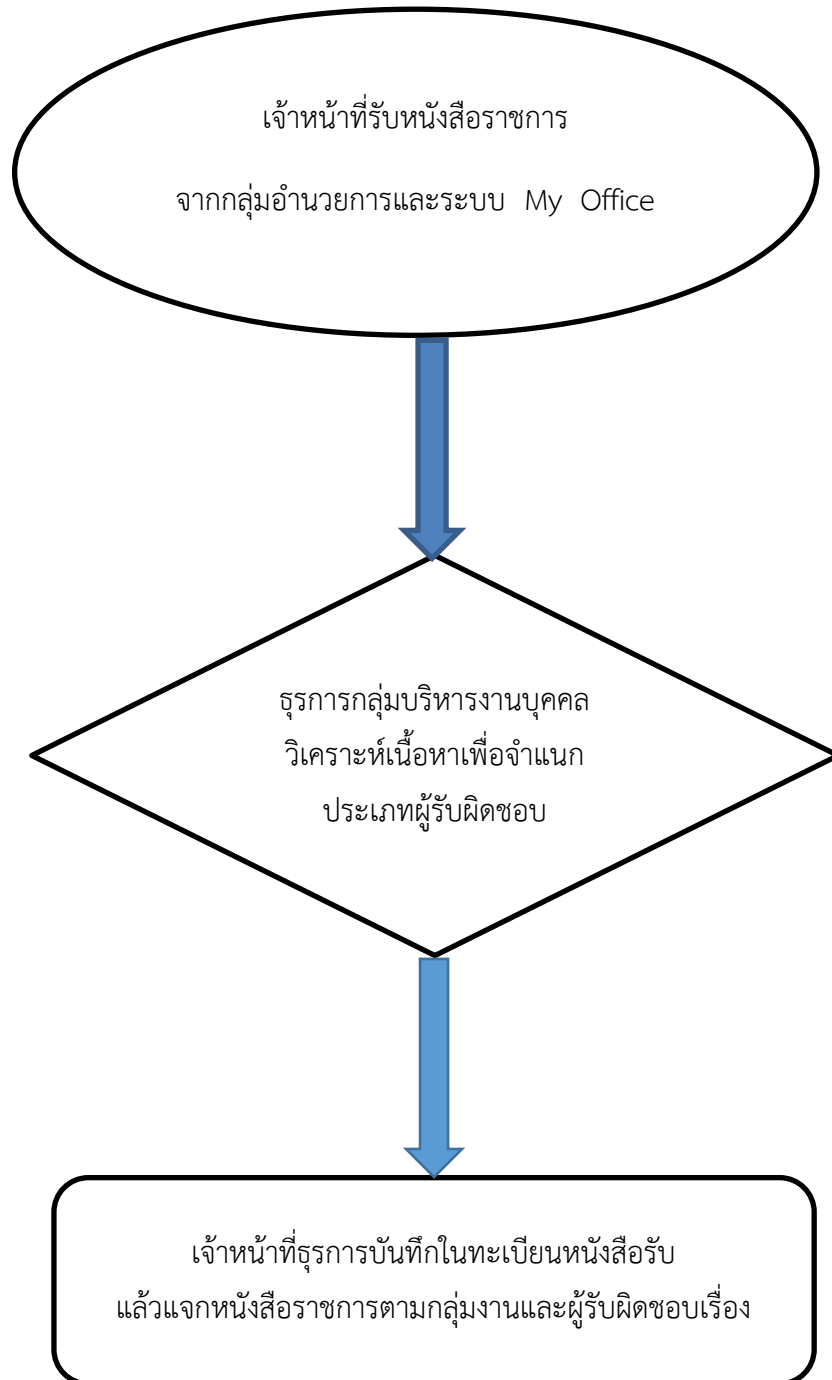 เจ้าหน้าที่รับหนังสือราชการ
จากกลุ่มอำนวยการและระบบ My Office
ธุรการกลุ่มบริหารงานบุคคล
วิเคราะห์เนื้อหาเพื่อจำแนก
ประเภทผู้รับผิดชอบ
เจ้าหน้าที่ธุรการบันทึกในทะเบียนหนังสือรับ
แล้วแจกหนังสือราชการตามกลุ่มงานและผู้รับผิดชอบเรื่อง